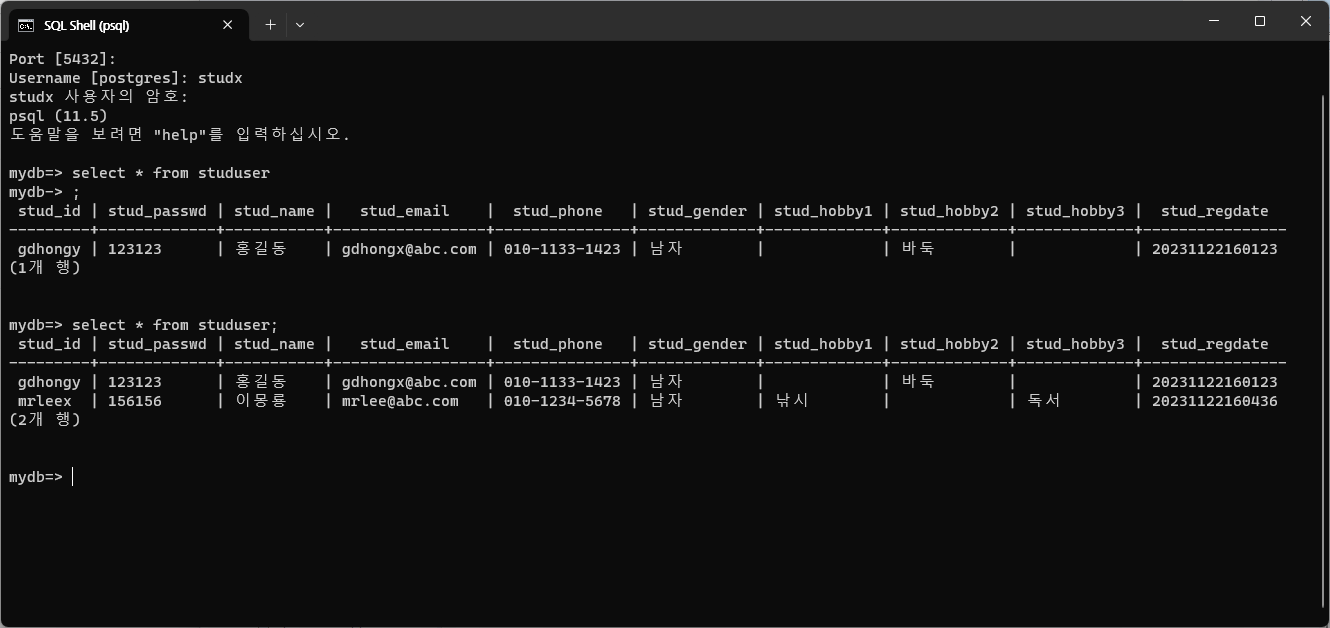 SQL Shell (psql)
Port [5432]:
Username [postgres]: studx
studx 사용자의 암호:
psql (11.5)
도움말을 보려면 "help"를 입력하십시오.
mydb=> select * from studuser
mydb-> ;
 stud_id | stud_passwd | stud_name |   stud_email    |  stud_phone   | stud_gender | stud_hobby1 | stud_hobby2 | stud_hobby3 |  stud_regdate
---------+-------------+-----------+-----------------+---------------+-------------+-------------+-------------+-------------+----------------
 gdhongy | 123123      | 홍길동    | gdhongx@abc.com | 010-1133-1423 | 남자        |             | 바둑        |             | 20231122160123
(1개 행)
mydb=> select * from studuser;
 stud_id | stud_passwd | stud_name |   stud_email    |  stud_phone   | stud_gender | stud_hobby1 | stud_hobby2 | stud_hobby3 |  stud_regdate
---------+-------------+-----------+-----------------+---------------+-------------+-------------+-------------+-------------+----------------
 gdhongy | 123123      | 홍길동    | gdhongx@abc.com | 010-1133-1423 | 남자        |             | 바둑        |             | 20231122160123
 mrleex  | 156156      | 이몽룡    | mrlee@abc.com   | 010-1234-5678 | 남자        | 낚시        |             | 독서        | 20231122160436
(2개 행)
mydb=>